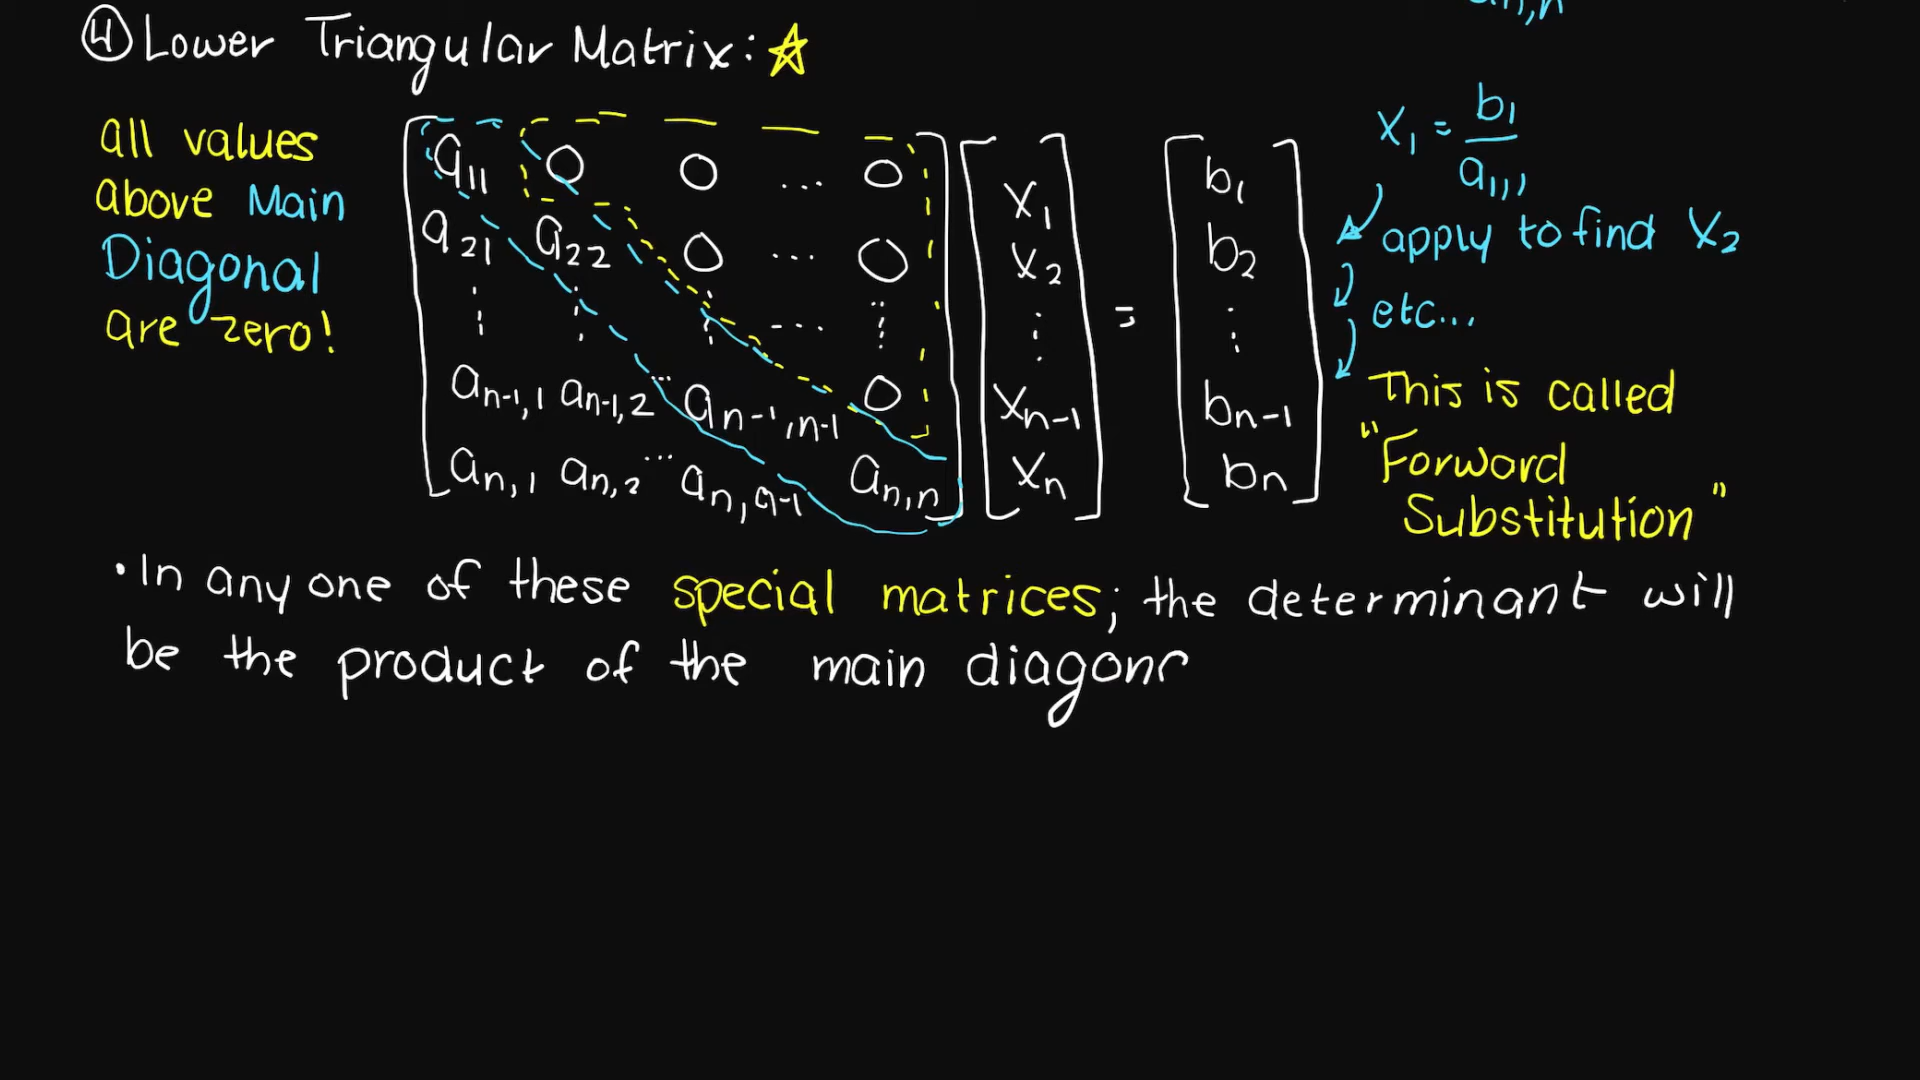 ④ Lower Triangular Matrix: ☆
all values
above Main
Diagonal
are zero!
a11 0 0 ... 0
a21 a22 0 ... 0
⋮ ⋮ ⋮ ... ⋮
an-1,1 an-1,2 ... an-1,n-1 0
an,1 an,2 ... an,n-1 an,n
x1
x2
⋮
xn-1
xn
=
b1
b2
⋮
bn-1
bn
x1 = b1/a1,1
apply to find x2
etc...
This is called
"Forward
Substitution"
• In any one of these special matrices; the determinant will
be the product of the main diagon